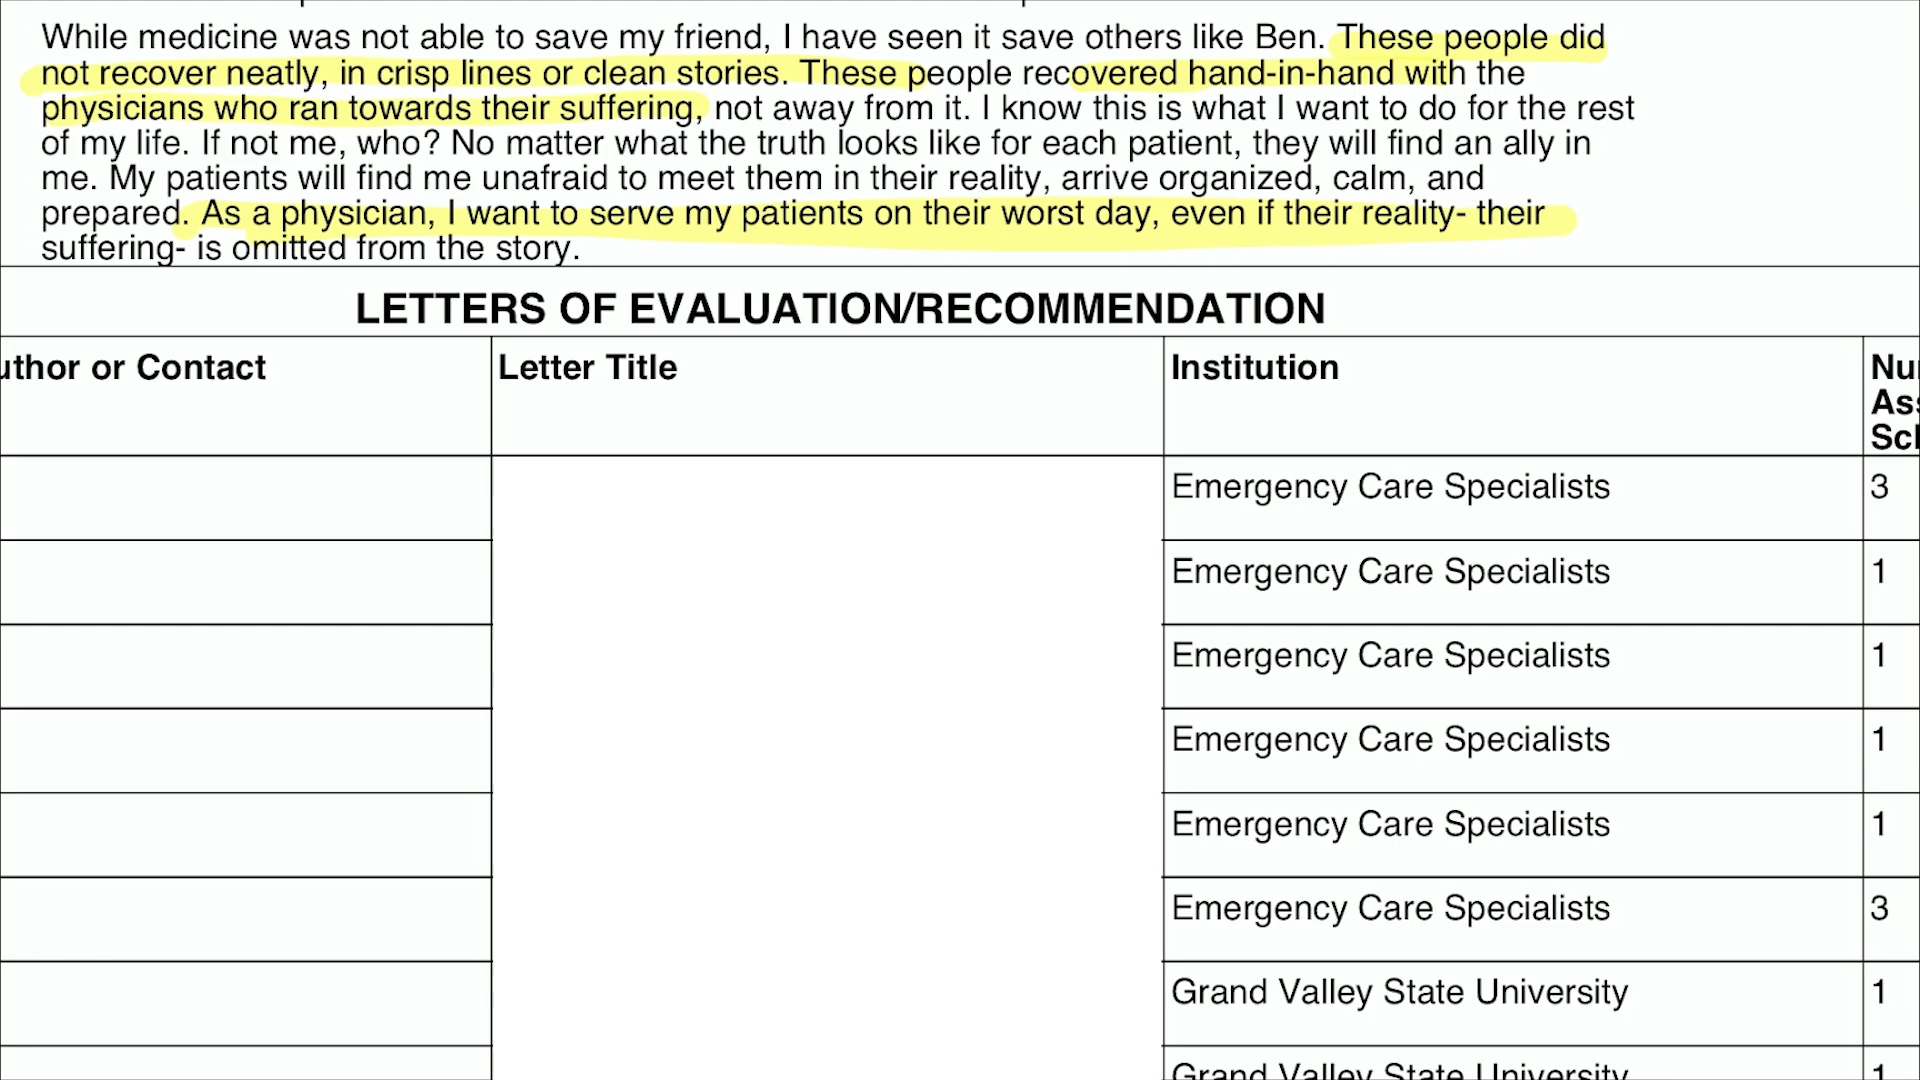 While medicine was not able to save my friend, I have seen it save others like Ben. These people did
not recover neatly, in crisp lines or clean stories. These people recovered hand-in-hand with the
physicians who ran towards their suffering, not away from it. I know this is what I want to do for the rest
of my life. If not me, who? No matter what the truth looks like for each patient, they will find an ally in
me. My patients will find me unafraid to meet them in their reality, arrive organized, calm, and
prepared. As a physician, I want to serve my patients on their worst day, even if their reality- their
suffering- is omitted from the story.
LETTERS OF EVALUATION/RECOMMENDATION
uthor or Contact Letter Title Institution Nu
As
Sc
Emergency Care Specialists 3
Emergency Care Specialists 1
Emergency Care Specialists 1
Emergency Care Specialists 1
Emergency Care Specialists 1
Emergency Care Specialists 3
Grand Valley State University 1
Grand Valley State University 1